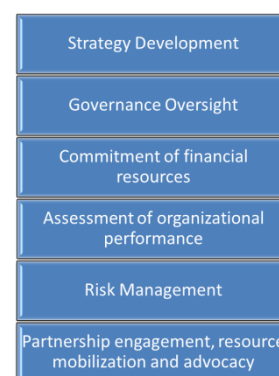 Strategy Development
Governance Oversight
Commitment of financial
resources
Assessment of organizational
performance
Risk Management
Partnership engagement, resource
mobilization and advocacy